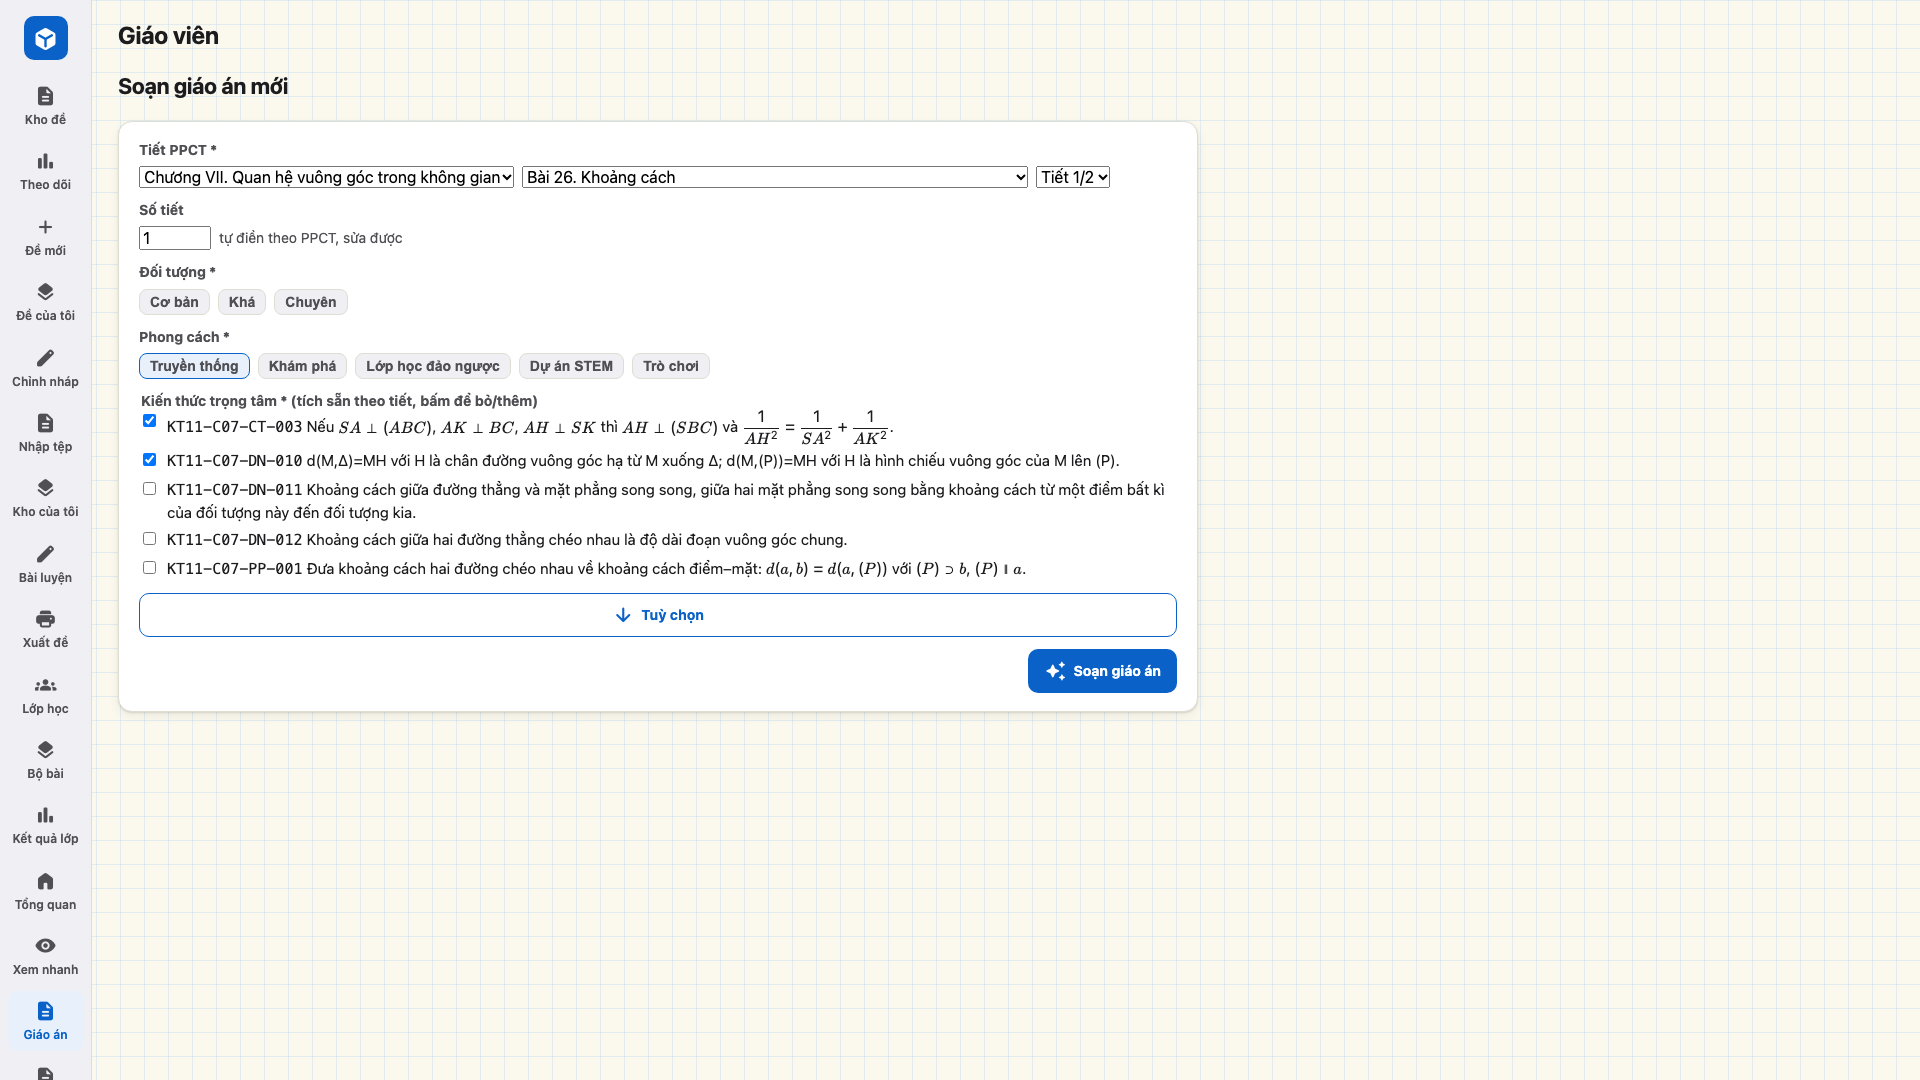 Giáo viên
Soạn giáo án mới
Kho đề
Theo dõi
Đề mới
Đề của tôi
Chỉnh nháp
Nhập tệp
Kho của tôi
Bài luyện
Xuất đề
Lớp học
Bộ bài
Kết quả lớp
Tổng quan
Xem nhanh
Giáo án
Tiết PPCT *
Chương VII. Quan hệ vuông góc trong không gian Bài 26. Khoảng cách Tiết 1/2
Số tiết
1 tự điền theo PPCT, sửa được
Đối tượng *
Cơ bản Khá Chuyên
Phong cách *
Truyền thống Khám phá Lớp học đảo ngược Dự án STEM Trò chơi
Kiến thức trọng tâm * (tích sẵn theo tiết, bấm để bỏ/thêm)
KT11-C07-CT-003 Nếu SA ⊥ (ABC), AK ⊥ BC, AH ⊥ SK thì AH ⊥ (SBC) và 1/AH² = 1/SA² + 1/AK².
KT11-C07-DN-010 d(M,Δ)=MH với H là chân đường vuông góc hạ từ M xuống Δ; d(M,(P))=MH với H là hình chiếu vuông góc của M lên (P).
KT11-C07-DN-011 Khoảng cách giữa đường thẳng và mặt phẳng song song, giữa hai mặt phẳng song song bằng khoảng cách từ một điểm bất kì
của đối tượng này đến đối tượng kia.
KT11-C07-DN-012 Khoảng cách giữa hai đường thẳng chéo nhau là độ dài đoạn vuông góc chung.
KT11-C07-PP-001 Đưa khoảng cách hai đường chéo nhau về khoảng cách điểm–mặt: d(a, b) = d(a, (P)) với (P) ⊃ b, (P) ∥ a.
Tuỳ chọn
Soạn giáo án